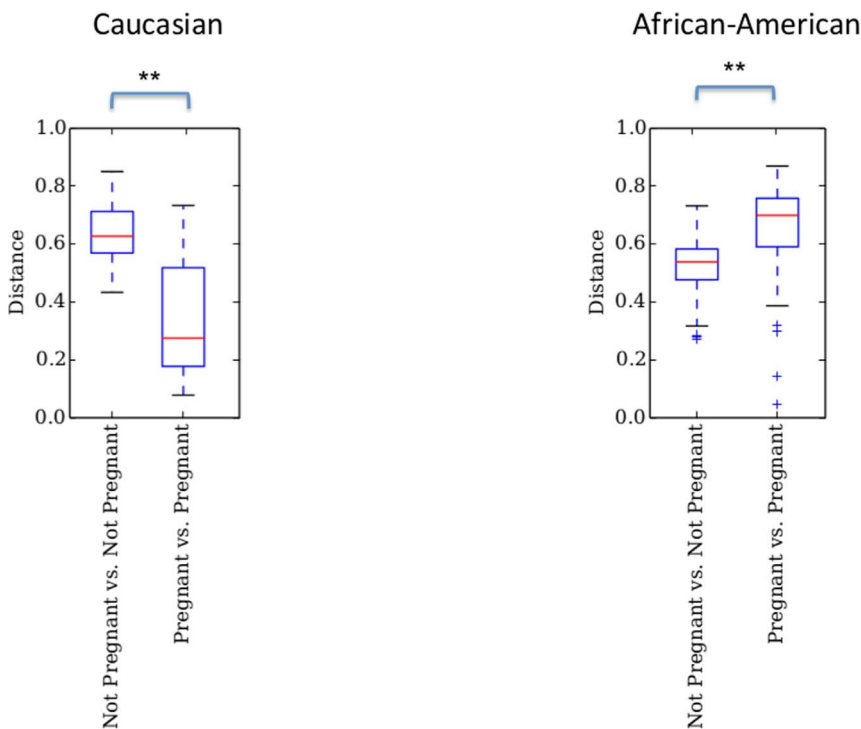 Caucasian
**
1.0
0.8
0.6
0.4
0.2
0.0
Distance
Not Pregnant vs. Not Pregnant
Pregnant vs. Pregnant
African-American
**
1.0
0.8
0.6
0.4
0.2
0.0
Distance
Not Pregnant vs. Not Pregnant
Pregnant vs. Pregnant